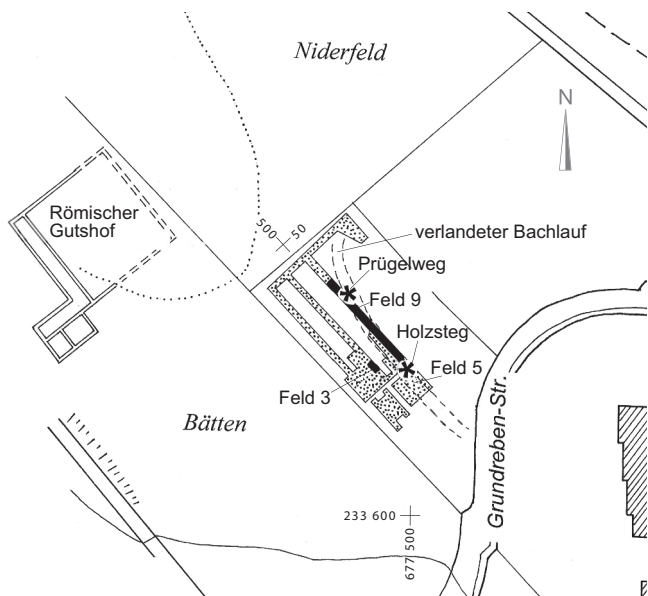 Niderfeld
N
Römischer
Gutshof
500
50
verlandeter Bachlauf
Prügelweg
Feld 9
Holzsteg
Feld 5
Feld 3
Bätten
Grundreben-Str.
233 600
677 500